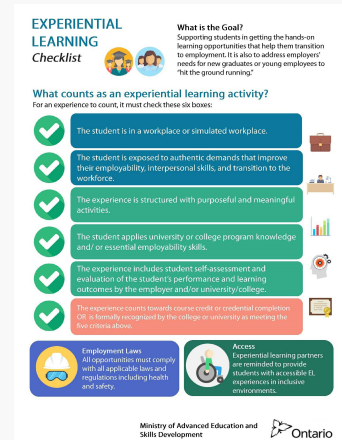 EXPERIENTIAL
LEARNING
Checklist
What is the Goal?
Supporting students in getting the hands-on
learning opportunities that help them transition
to employment. It is also to address employers'
needs for new graduates or young employees to
"hit the ground running."
What counts as an experiential learning activity?
For an experience to count, it must check these six boxes:
The student is in a workplace or simulated workplace.
The student is exposed to authentic demands that improve
their employability, interpersonal skills, and transition to the
workforce.
The experience is structured with purposeful and meaningful
activities.
The student applies university or college program knowledge
and/ or essential employability skills.
The experience includes student self-assessment and
evaluation of the student's performance and learning
outcomes by the employer and/or university/college.
The experience counts towards course credit or credential completion
OR is formally recognized by the college or university as meeting the
five criteria above.
Employment Laws
All opportunities must comply
with all applicable laws and
regulations including health
and safety.
Access
Experiential learning partners
are reminded to provide
students with accessible EL
experiences in inclusive
environments.
Ministry of Advanced Education and
Skills Development
Ontario